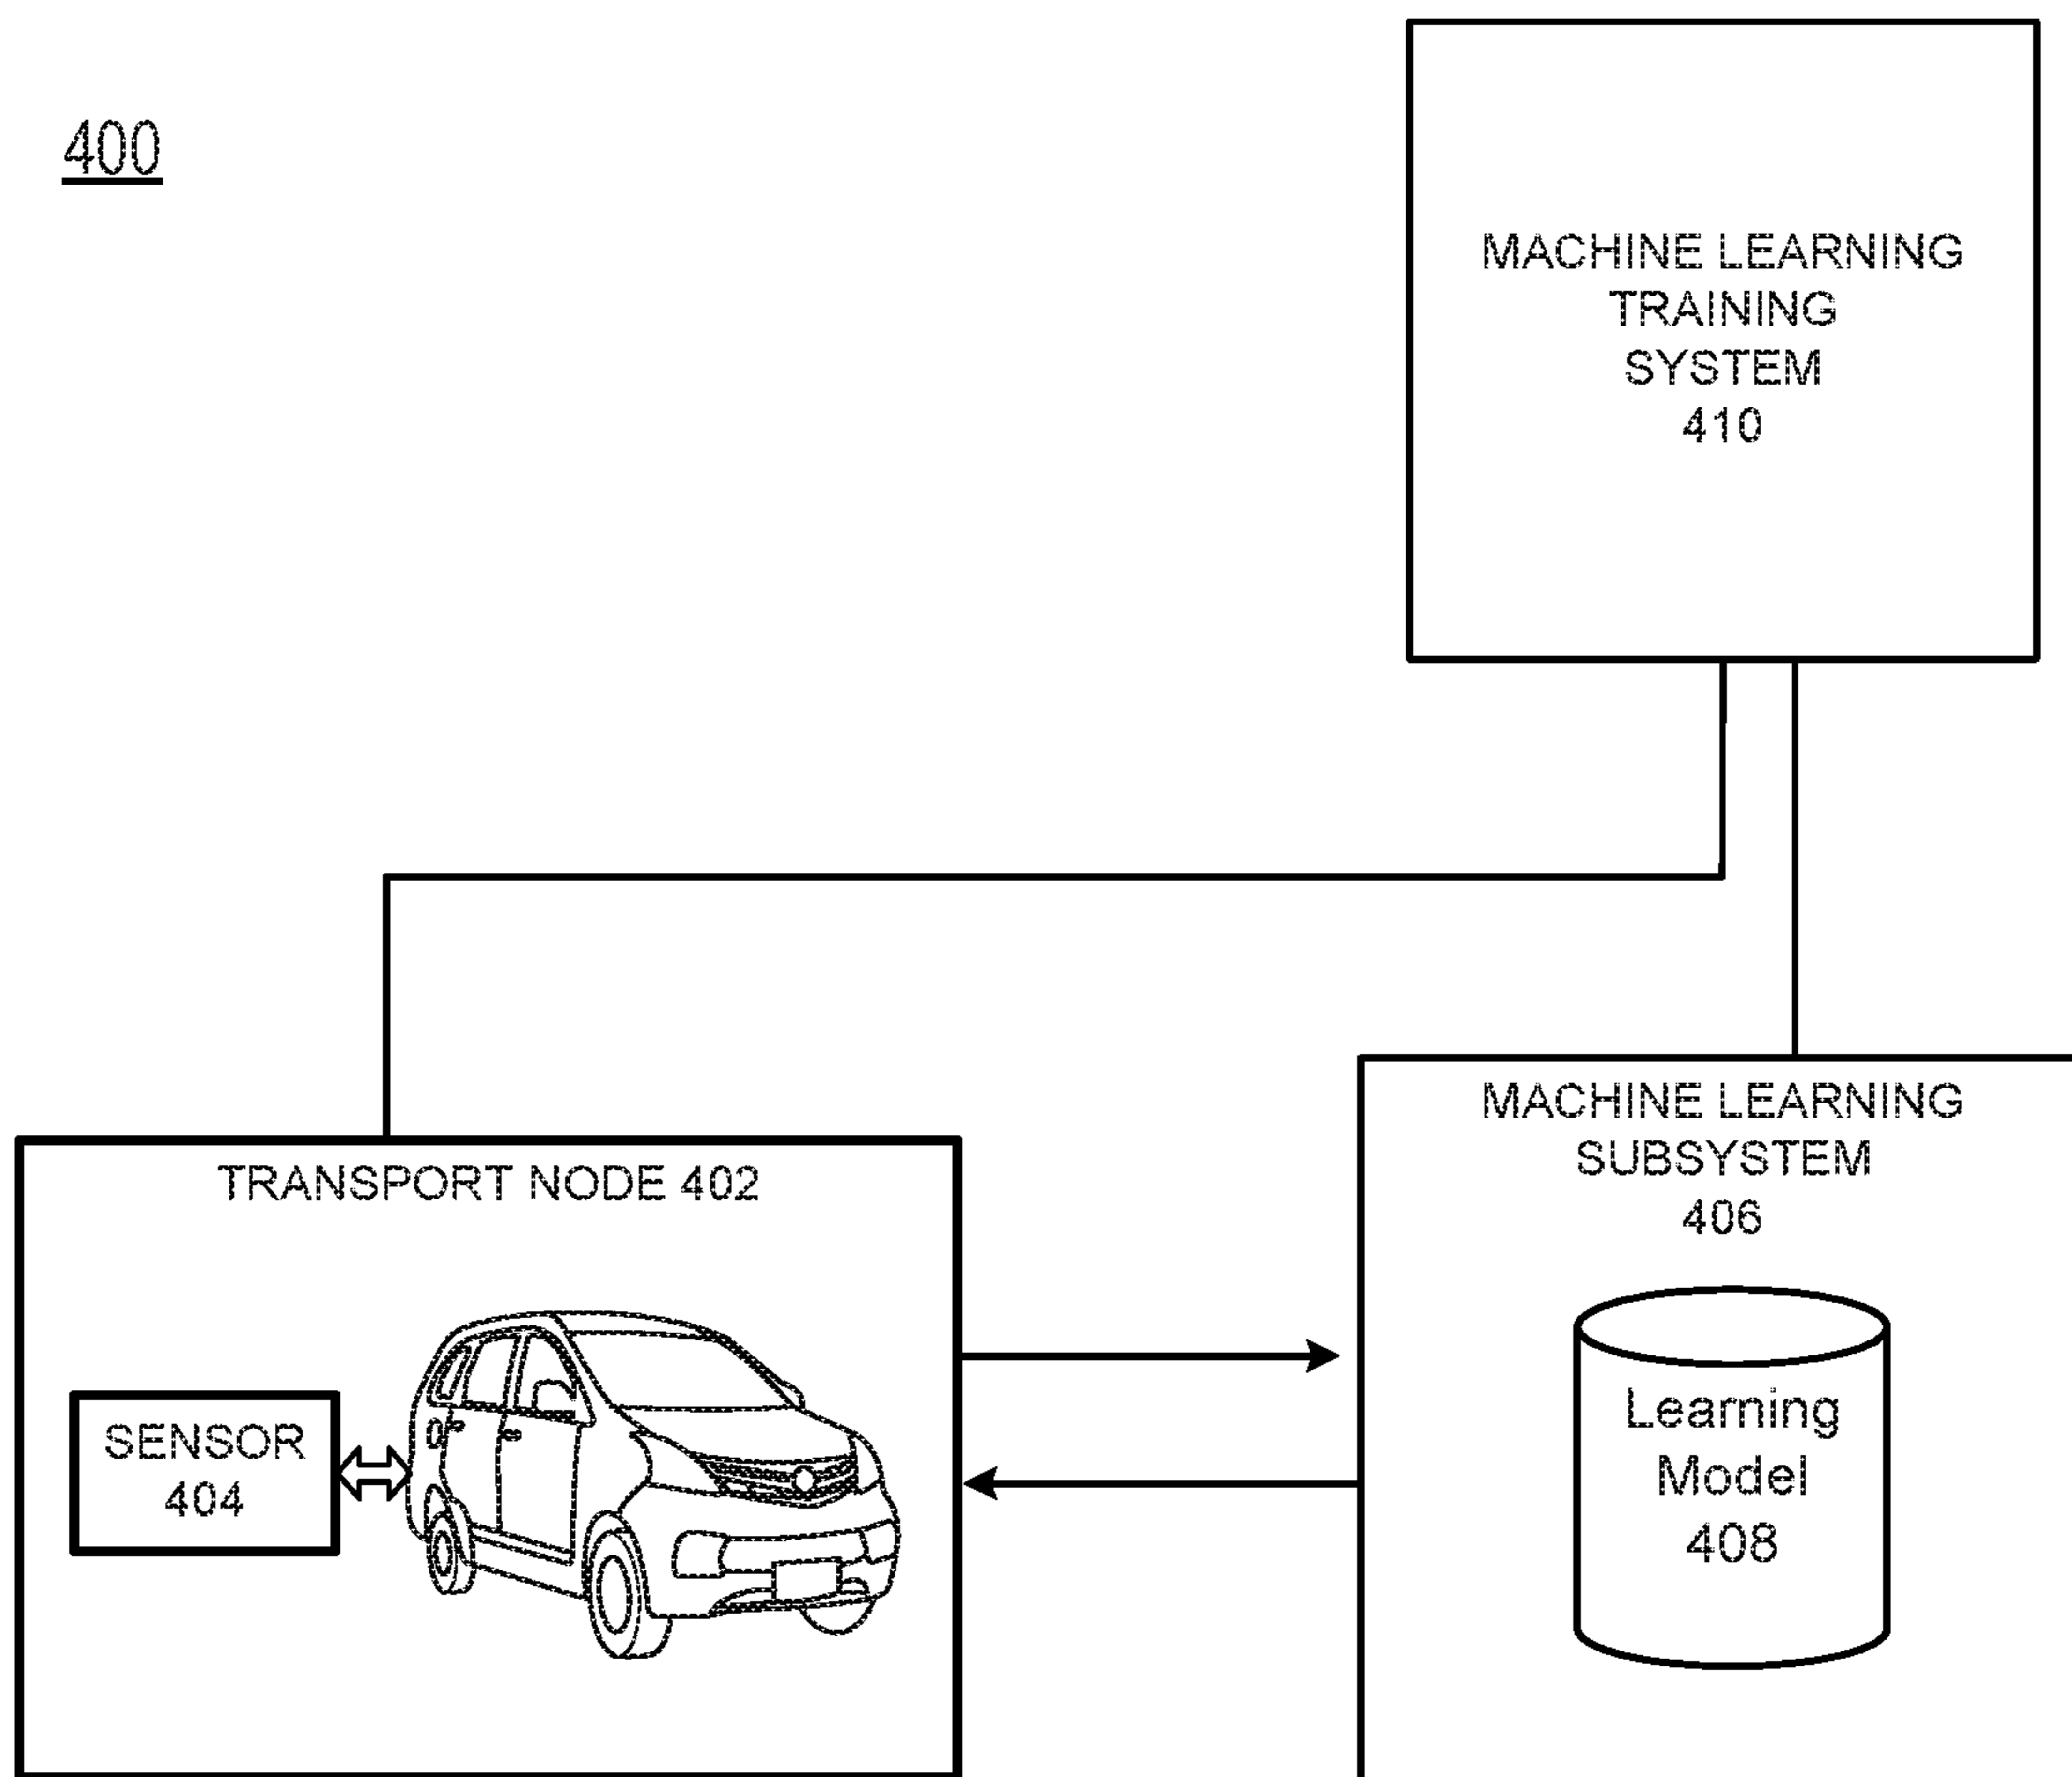 400
MACHINE LEARNING
TRAINING
SYSTEM
410
TRANSPORT NODE 402
SENSOR
404
MACHINE LEARNING
SUBSYSTEM
406
Learning
Model
408